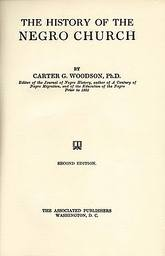 THE HISTORY OF THE
NEGRO CHURCH
BY
CARTER G. WOODSON, Ph.D.
Editor of the Journal of Negro History, author of A Century of
Negro Migration, and of the Education of the Negro
Prior to 1861
SECOND EDITION.
THE ASSOCIATED PUBLISHERS
WASHINGTON, D. C.